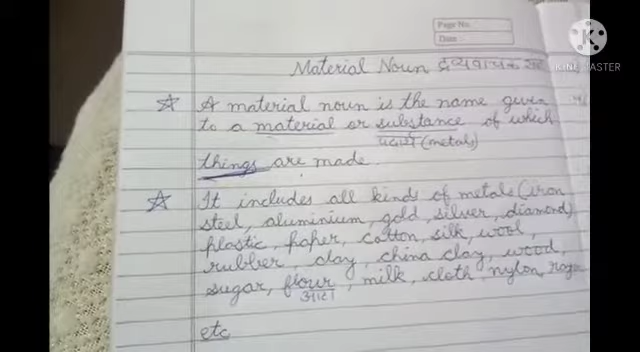 Page No.
Date
KINEMASTER
Material Noun द्रव्यवाचक
☆ A material noun is the name given
to a material or substance of which
पदार्थ (metals)
things are made.
☆ It includes all kinds of metals (iron
steel, aluminium, gold, silver, diamond)
plastic, paper, cotton, silk, wool,
rubber, clay, china clay, wood,
sugar, flour, milk, cloth, nylon,
आटा
etc